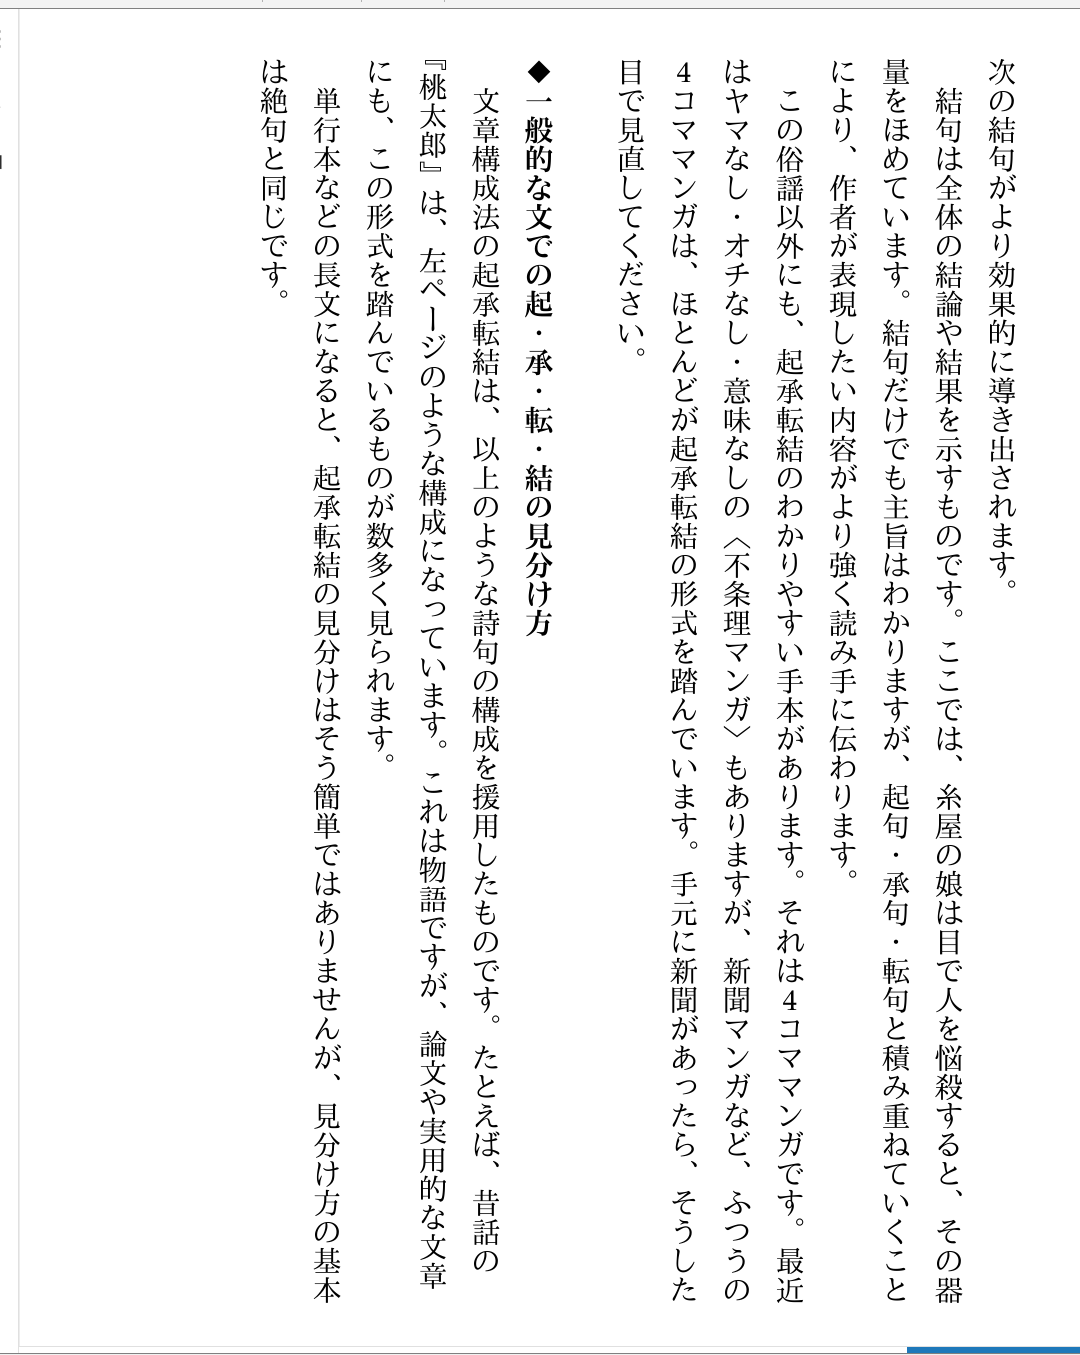 次の結句がより効果的に導き出されます。
　結句は全体の結論や結果を示すものです。ここでは、糸屋の娘は目で人を悩殺すると、その器
量をほめています。結句だけでも主旨はわかりますが、起句・承句・転句と積み重ねていくこと
により、作者が表現したい内容がより強く読み手に伝わります。
　この俗謡以外にも、起承転結のわかりやすい手本があります。それは4コママンガです。最近
はヤマなし・オチなし・意味なしの〈不条理マンガ〉もありますが、新聞マンガなど、ふつうの
4コママンガは、ほとんどが起承転結の形式を踏んでいます。手元に新聞があったら、そうした
目で見直してください。
◆一般的な文での起・承・転・結の見分け方
　文章構成法の起承転結は、以上のような詩句の構成を援用したものです。たとえば、昔話の
『桃太郎』は、左ページのような構成になっています。これは物語ですが、論文や実用的な文章
にも、この形式を踏んでいるものが数多く見られます。
　単行本などの長文になると、起承転結の見分けはそう簡単ではありませんが、見分け方の基本
は絶句と同じです。